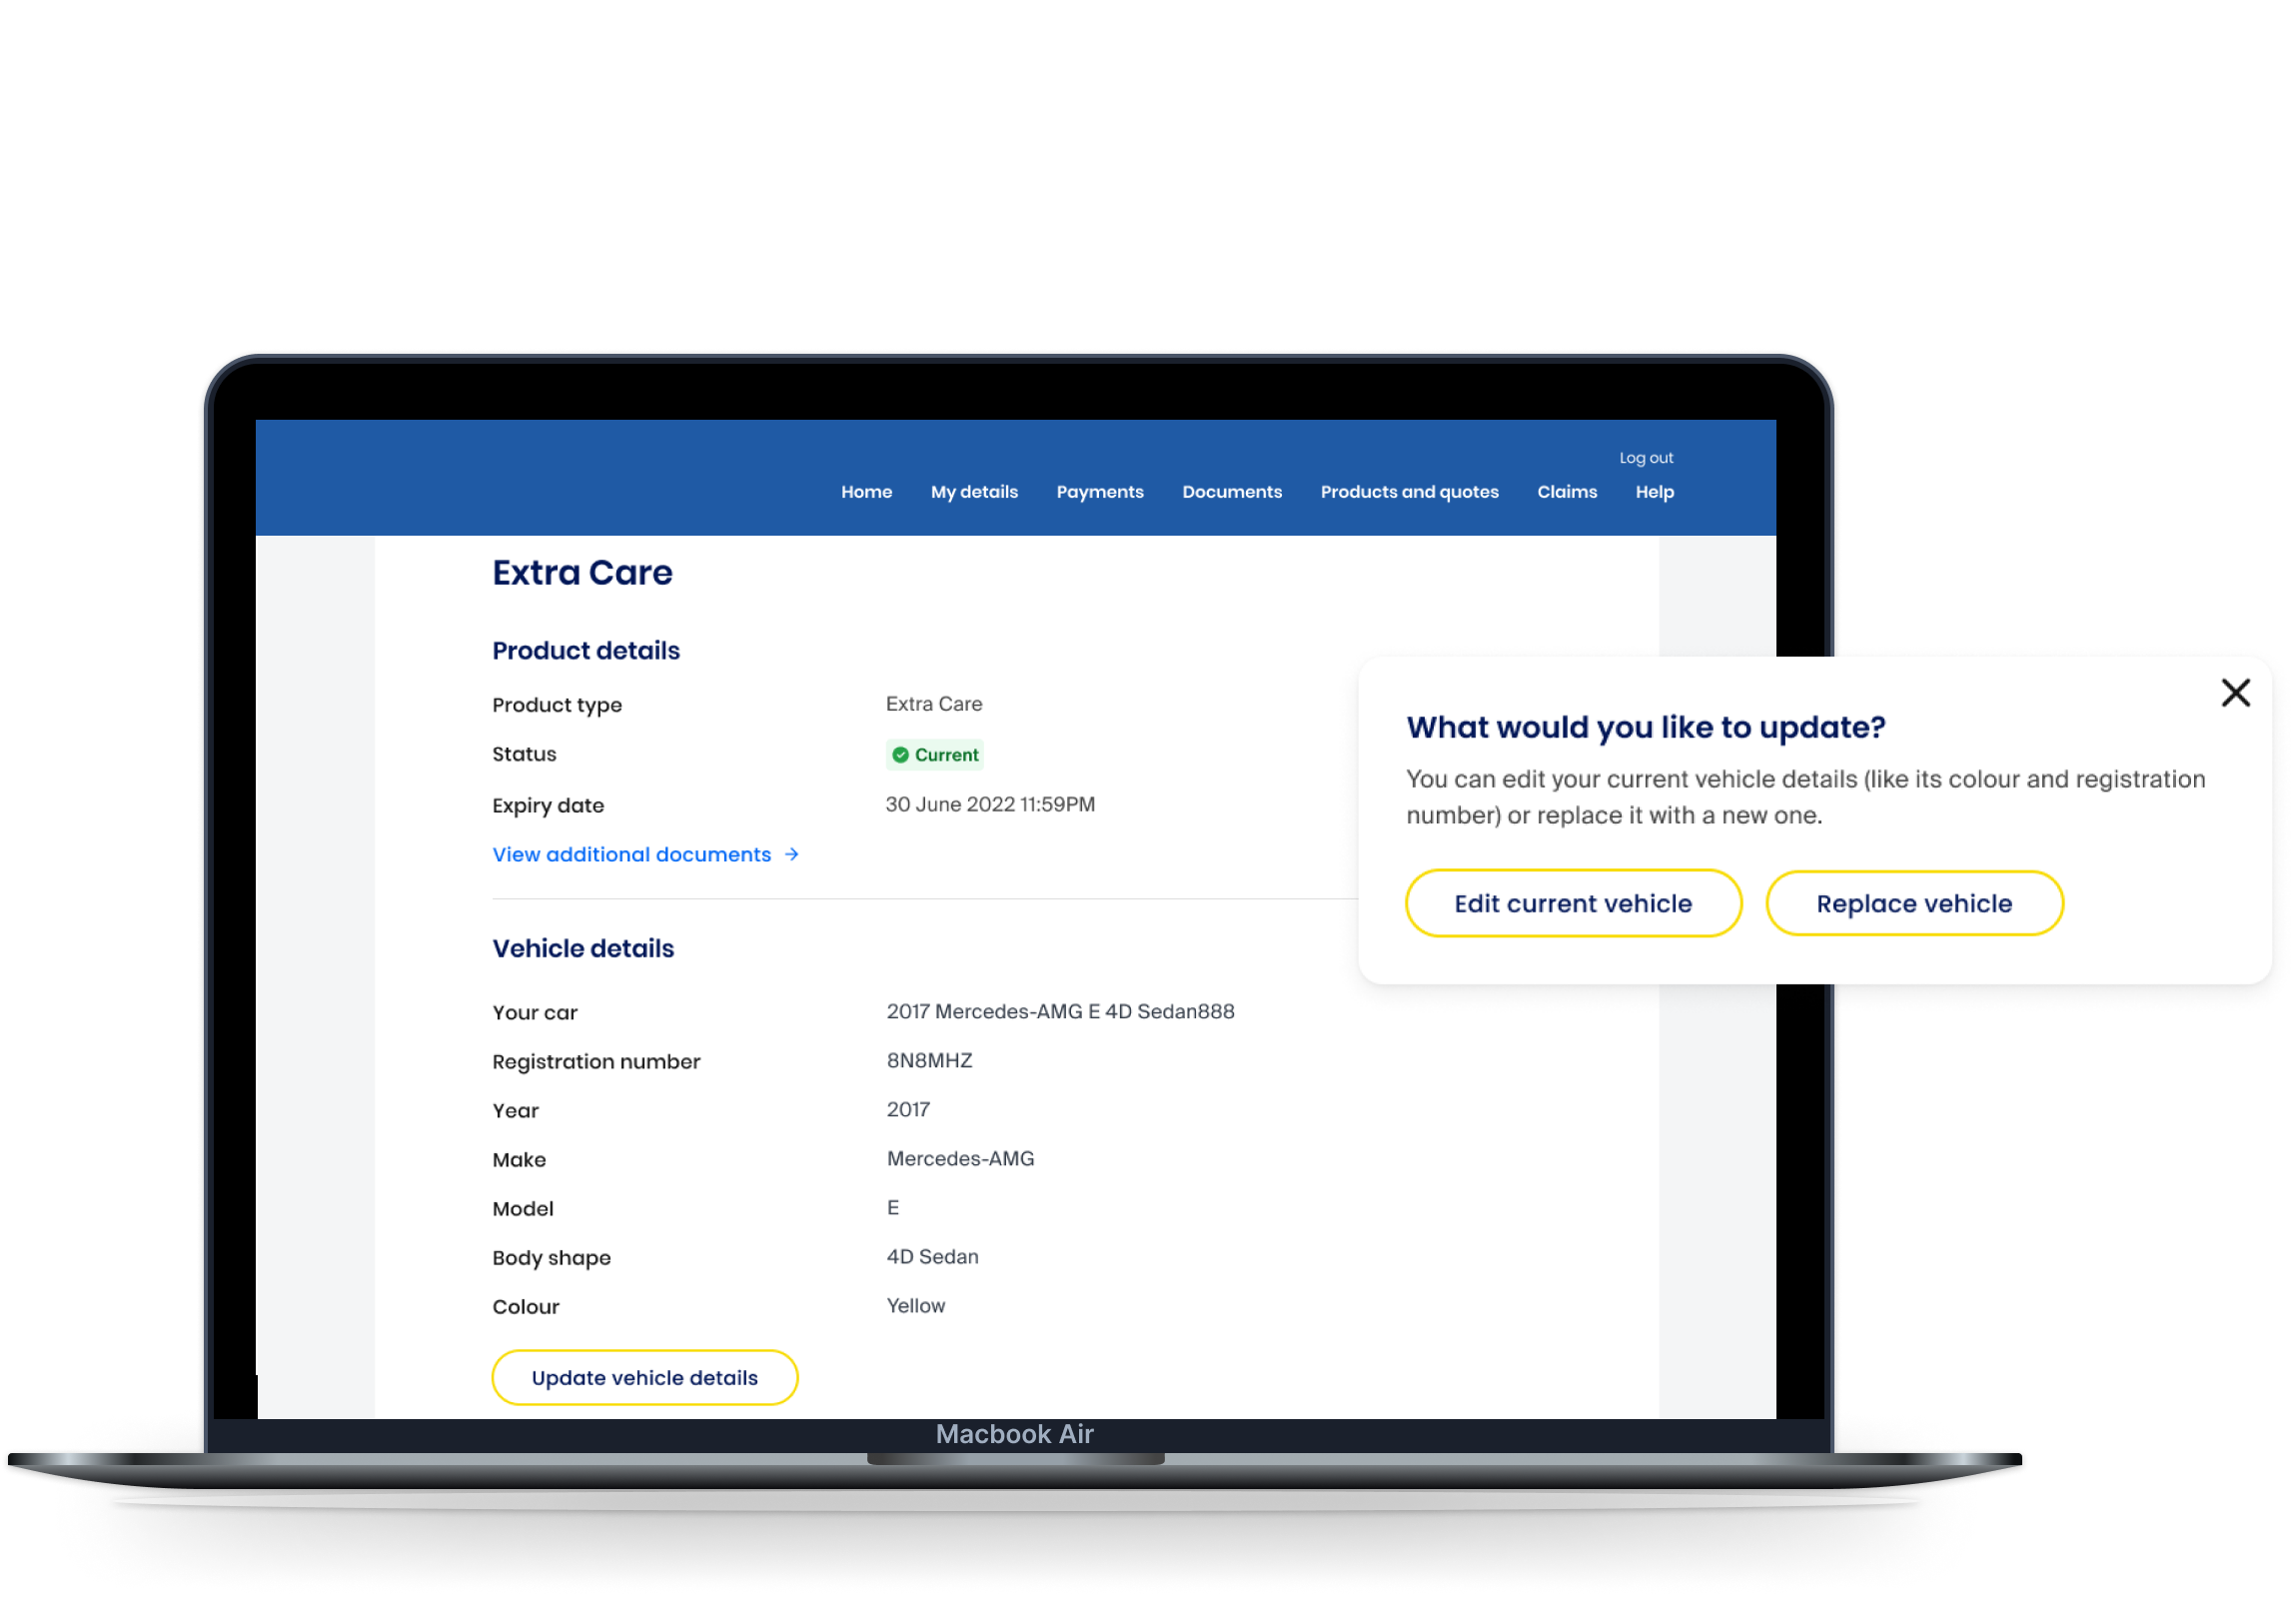 Log out
Home My details Payments Documents Products and quotes Claims Help
Extra Care
Product details
Product type Extra Care
Status Current
Expiry date 30 June 2022 11:59PM
View additional documents →
Vehicle details
Your car 2017 Mercedes-AMG E 4D Sedan888
Registration number 8N8MHZ
Year 2017
Make Mercedes-AMG
Model E
Body shape 4D Sedan
Colour Yellow
Update vehicle details
What would you like to update?
You can edit your current vehicle details (like its colour and registration
number) or replace it with a new one.
Edit current vehicle Replace vehicle
Macbook Air